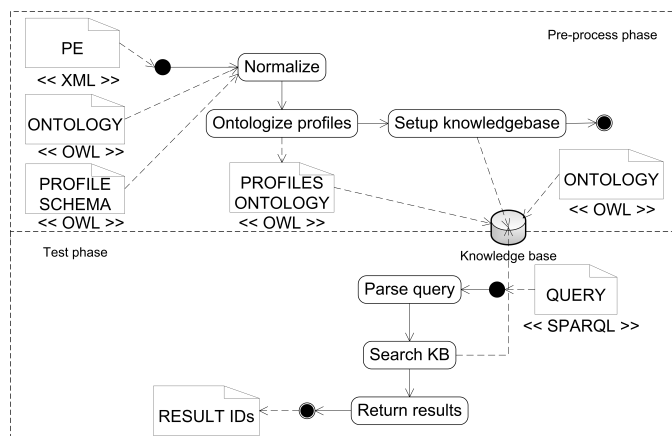 Pre-process phase
PE
<< XML >>
Normalize
ONTOLOGY
<< OWL >>
Ontologize profiles
Setup knowledgebase
PROFILE
SCHEMA
<< OWL >>
PROFILES
ONTOLOGY
<< OWL >>
ONTOLOGY
<< OWL >>
Test phase
Knowledge base
Parse query
QUERY
<< SPARQL >>
Search KB
RESULT IDs
Return results